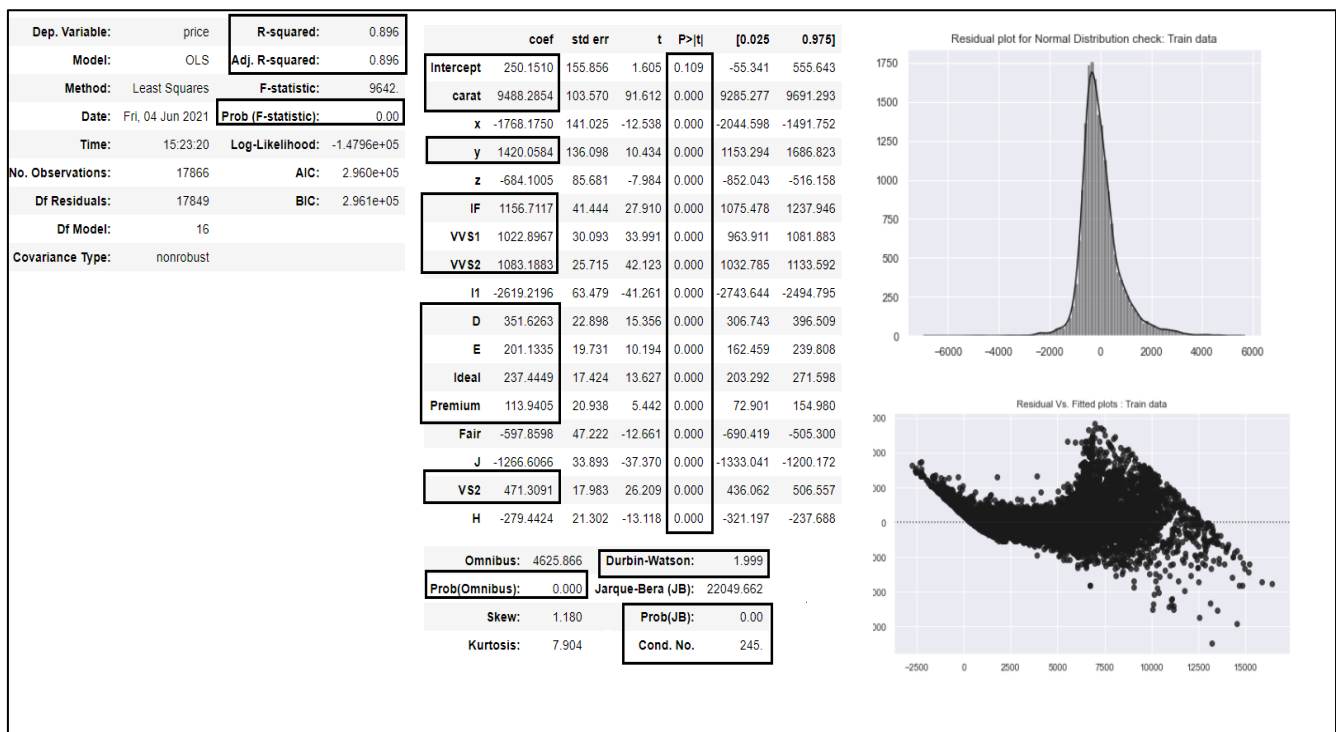 Dep. Variable: price R-squared: 0.896
Model: OLS Adj. R-squared: 0.896
Method: Least Squares F-statistic: 9642.
Date: Fri, 04 Jun 2021 Prob (F-statistic): 0.00
Time: 15:23:20 Log-Likelihood: -1.4796e+05
No. Observations: 17866 AIC: 2.960e+05
Df Residuals: 17849 BIC: 2.961e+05
Df Model: 16
Covariance Type: nonrobust
coef std err t P>|t| [0.025 0.975]
Intercept 250.1510 155.856 1.605 0.109 -55.341 555.643
carat 9488.2854 103.570 91.612 0.000 9285.277 9691.293
x -1768.1750 141.025 -12.538 0.000 -2044.598 -1491.752
y 1420.0584 136.098 10.434 0.000 1153.294 1686.823
z -684.1005 85.681 -7.984 0.000 -852.043 -516.158
IF 1156.7117 41.444 27.910 0.000 1075.478 1237.946
VVS1 1022.8967 30.093 33.991 0.000 963.911 1081.883
VVS2 1083.1883 25.715 42.123 0.000 1032.785 1133.592
I1 -2619.2196 63.479 -41.261 0.000 -2743.644 -2494.795
D 351.6263 22.898 15.356 0.000 306.743 396.509
E 201.1335 19.731 10.194 0.000 162.459 239.808
Ideal 237.4449 17.424 13.627 0.000 203.292 271.598
Premium 113.9405 20.938 5.442 0.000 72.901 154.980
Fair -597.8598 47.222 -12.661 0.000 -690.419 -505.300
J -1266.6066 33.893 -37.370 0.000 -1333.041 -1200.172
VS2 471.3091 17.983 26.209 0.000 436.062 506.557
H -279.4424 21.302 -13.118 0.000 -321.197 -237.688
Omnibus: 4625.866 Durbin-Watson: 1.999
Prob(Omnibus): 0.000 Jarque-Bera (JB): 22049.662
Skew: 1.180 Prob(JB): 0.00
Kurtosis: 7.904 Cond. No. 245.
Residual plot for Normal Distribution check: Train data
1750
1500
1250
1000
750
500
250
0
−6000 −4000 −2000 0 2000 4000 6000
Residual Vs. Fitted plots : Train data
000
000
000
0
000
000
000
−2500 0 2500 5000 7500 10000 12500 15000